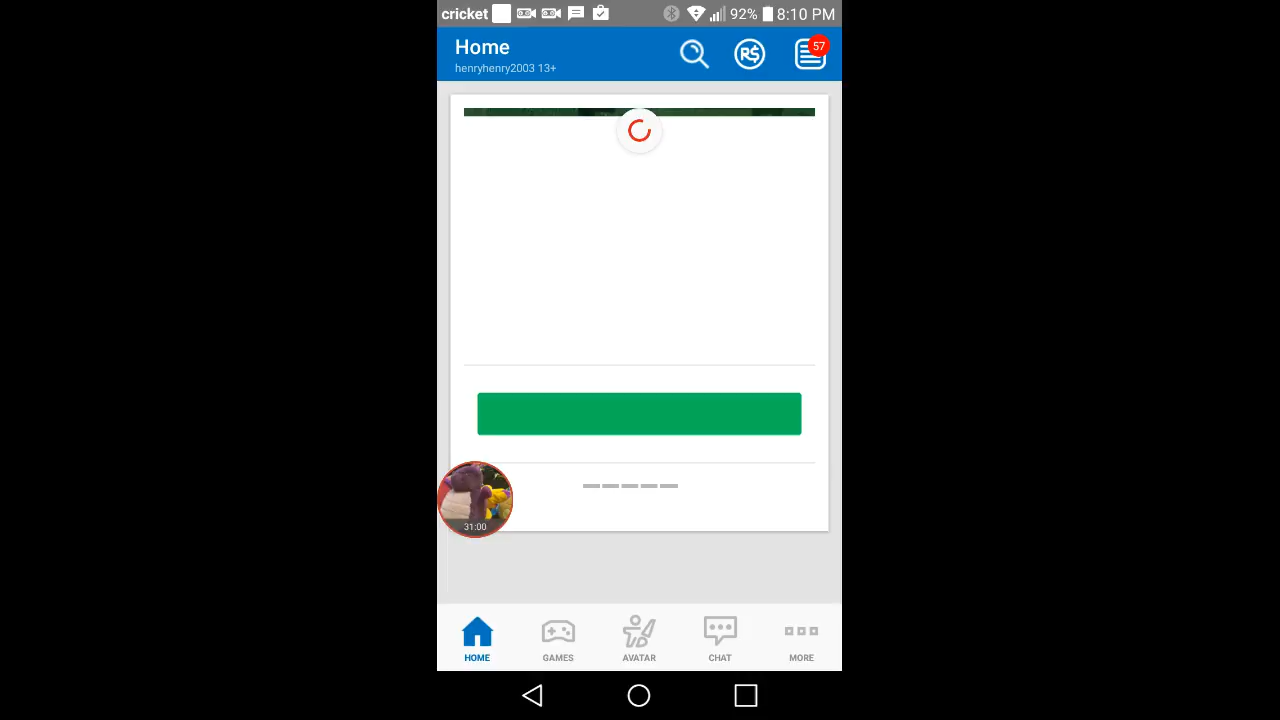 cricket 92% 8:10 PM
Home
R$
57
henryhenry2003 13+
31:00
HOME GAMES AVATAR CHAT MORE